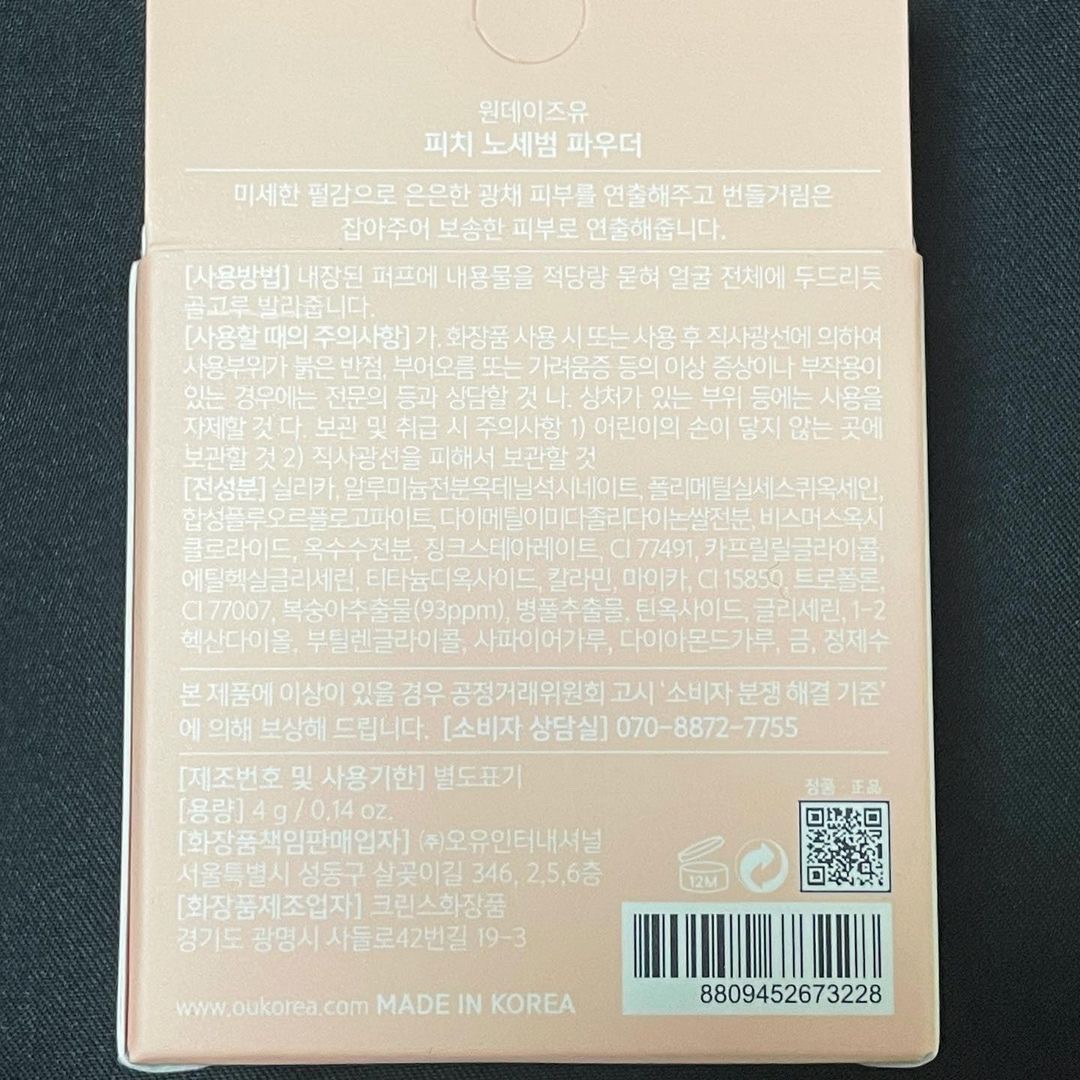 원데이즈유
피치 노세범 파우더
미세한 펄감으로 은은한 광채 피부를 연출해주고 번들거림은
잡아주어 보송한 피부로 연출해줍니다.
[사용방법] 내장된 퍼프에 내용물을 적당량 묻혀 얼굴 전체에 두드리듯
골고루 발라줍니다.
[사용할 때의 주의사항] 가. 화장품 사용 시 또는 사용 후 직사광선에 의하여
사용부위가 붉은 반점, 부어오름 또는 가려움증 등의 이상 증상이나 부작용이
있는 경우에는 전문의 등과 상담할 것 나. 상처가 있는 부위 등에는 사용을
자제할 것 다. 보관 및 취급 시 주의사항 1) 어린이의 손이 닿지 않는 곳에
보관할 것 2) 직사광선을 피해서 보관할 것
[전성분] 실리카, 알루미늄전분옥테닐석시네이트, 폴리메틸실세스퀴옥세인,
합성플루오르플로고파이트, 다이메틸이미다졸리다이논쌀전분, 비스머스옥시
클로라이드, 옥수수전분, 징크스테아레이트, CI 77491, 카프릴릴글라이콜,
에틸헥실글리세린, 티타늄디옥사이드, 칼라민, 마이카, CI 15850, 트로폴론,
CI 77007, 복숭아추출물(93ppm), 병풀추출물, 틴옥사이드, 글리세린, 1-2
헥산다이올, 부틸렌글라이콜, 사파이어가루, 다이아몬드가루, 금, 정제수
본 제품에 이상이 있을 경우 공정거래위원회 고시 '소비자 분쟁 해결 기준'
에 의해 보상해 드립니다. [소비자 상담실] 070-8872-7755
[제조번호 및 사용기한] 별도표기
[용량] 4 g / 0.14 oz.
[화장품책임판매업자] ㈜오유인터내셔널
서울특별시 성동구 살곶이길 346, 2,5,6층
[화장품제조업자] 크린스화장품
경기도 광명시 사들로42번길 19-3
www.oukorea.com MADE IN KOREA
정품 · 正品
12M
8809452673228